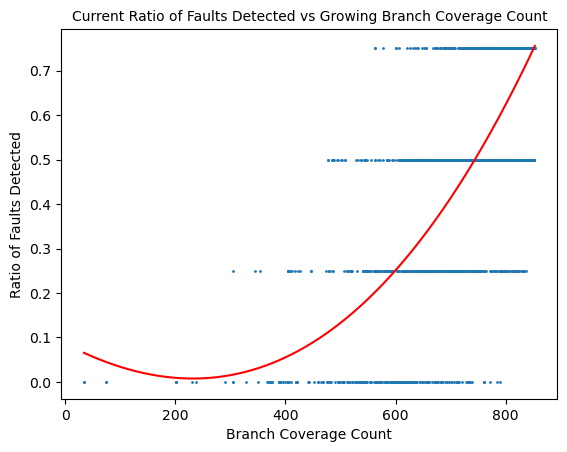 Current Ratio of Faults Detected vs Growing Branch Coverage Count
0.7
0.6
0.5
0.4
0.3
0.2
0.1
0.0
Ratio of Faults Detected
0 200 400 600 800
Branch Coverage Count